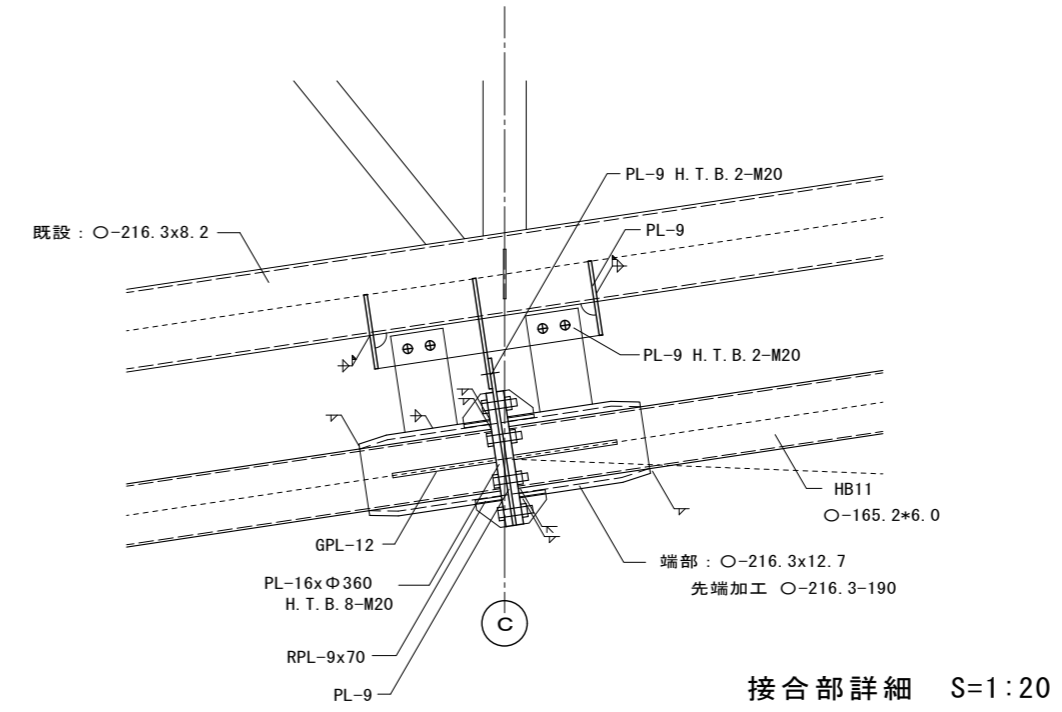 PL-9 H.T.B.2-M20
既設：○-216.3x8.2
PL-9
PL-9 H.T.B.2-M20
HB11
○-165.2*6.0
GPL-12
端部：○-216.3x12.7
先端加工 ○-216.3-190
PL-16xΦ360
H.T.B.8-M20
C
RPL-9x70
PL-9
接合部詳細 S=1:20